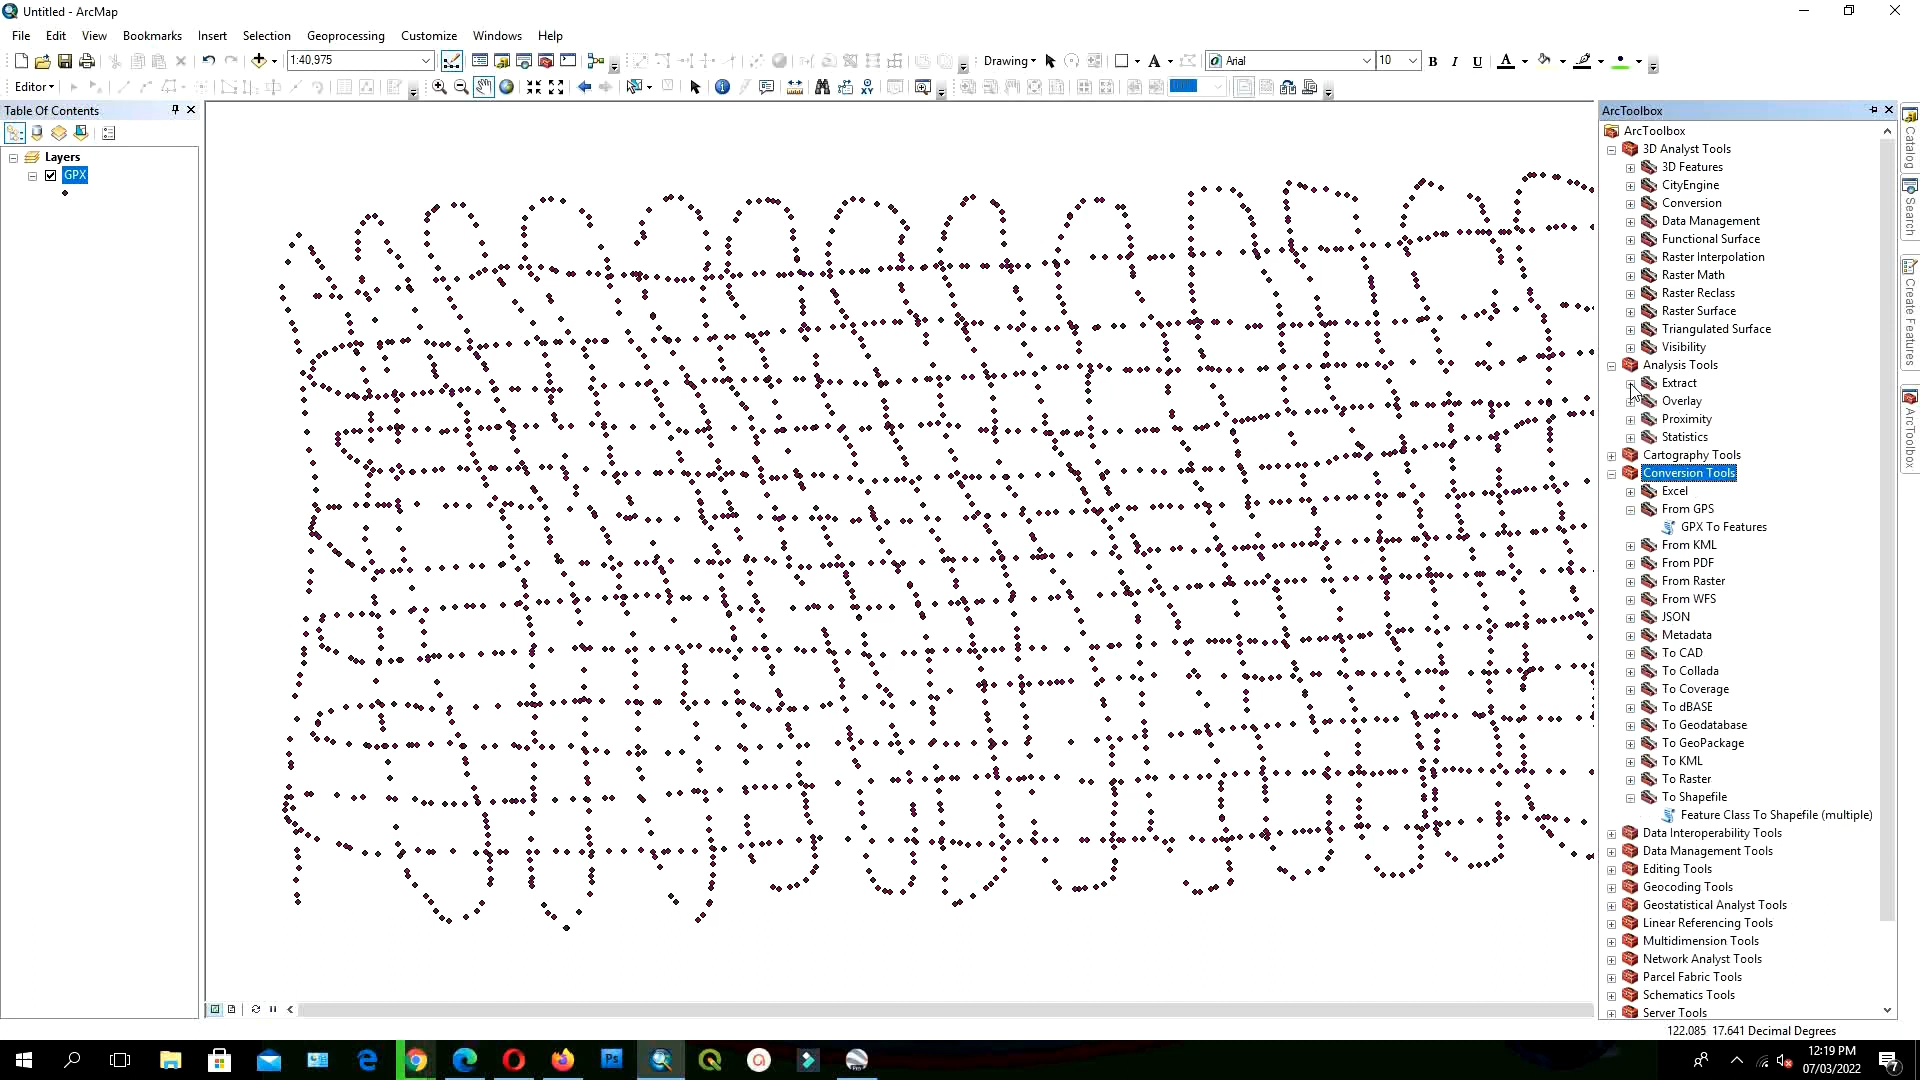 Untitled - ArcMap
File Edit View Bookmarks Insert Selection Geoprocessing Customize Windows Help
1:40,975
Drawing
A
Arial
10
B I U A
Editor
Table Of Contents
Layers
GPX
ArcToolbox
ArcToolbox
3D Analyst Tools
3D Features
CityEngine
Conversion
Data Management
Functional Surface
Raster Interpolation
Raster Math
Raster Reclass
Raster Surface
Triangulated Surface
Visibility
Analysis Tools
Extract
Overlay
Proximity
Statistics
Cartography Tools
Conversion Tools
Excel
From GPS
GPX To Features
From KML
From PDF
From Raster
From WFS
JSON
Metadata
To CAD
To Collada
To Coverage
To dBASE
To Geodatabase
To GeoPackage
To KML
To Raster
To Shapefile
Feature Class To Shapefile (multiple)
Data Interoperability Tools
Data Management Tools
Editing Tools
Geocoding Tools
Geostatistical Analyst Tools
Linear Referencing Tools
Multidimension Tools
Network Analyst Tools
Parcel Fabric Tools
Schematics Tools
Server Tools
Catalog
Search
Create Features
ArcToolbox
122.085 17.641 Decimal Degrees
Ps
12:19 PM
07/03/2022
7